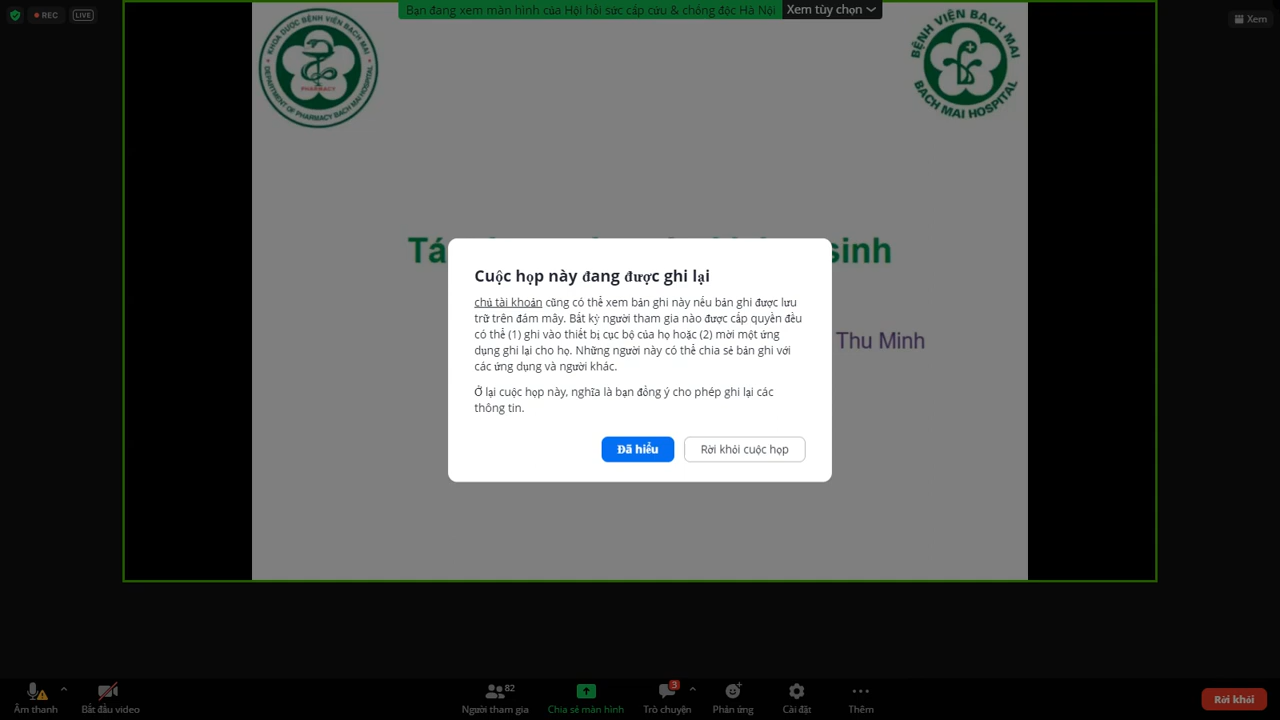 REC LIVE
Bạn đang xem màn hình của Hội hồi sức cấp cứu & chống độc Hà Nội Xem tùy chọn
Xem
KHOA DƯỢC BỆNH VIỆN BẠCH MAI
PHARMACY
DEPARTMENT OF PHARMACY BACH MAI HOSPITAL
BỆNH VIỆN BẠCH MAI
BACH MAI HOSPITAL
sinh
Thu Minh
Cuộc họp này đang được ghi lại
chủ tài khoản cũng có thể xem bản ghi này nếu bản ghi được lưu
trữ trên đám mây. Bất kỳ người tham gia nào được cấp quyền đều
có thể (1) ghi vào thiết bị cục bộ của họ hoặc (2) mời một ứng
dụng ghi lại cho họ. Những người này có thể chia sẻ bản ghi với
các ứng dụng và người khác.
Ở lại cuộc họp này, nghĩa là bạn đồng ý cho phép ghi lại các
thông tin.
Đã hiểu Rời khỏi cuộc họp
82 3
Âm thanh Bắt đầu video Người tham gia Chia sẻ màn hình Trò chuyện Phản ứng Cài đặt Thêm Rời khỏi